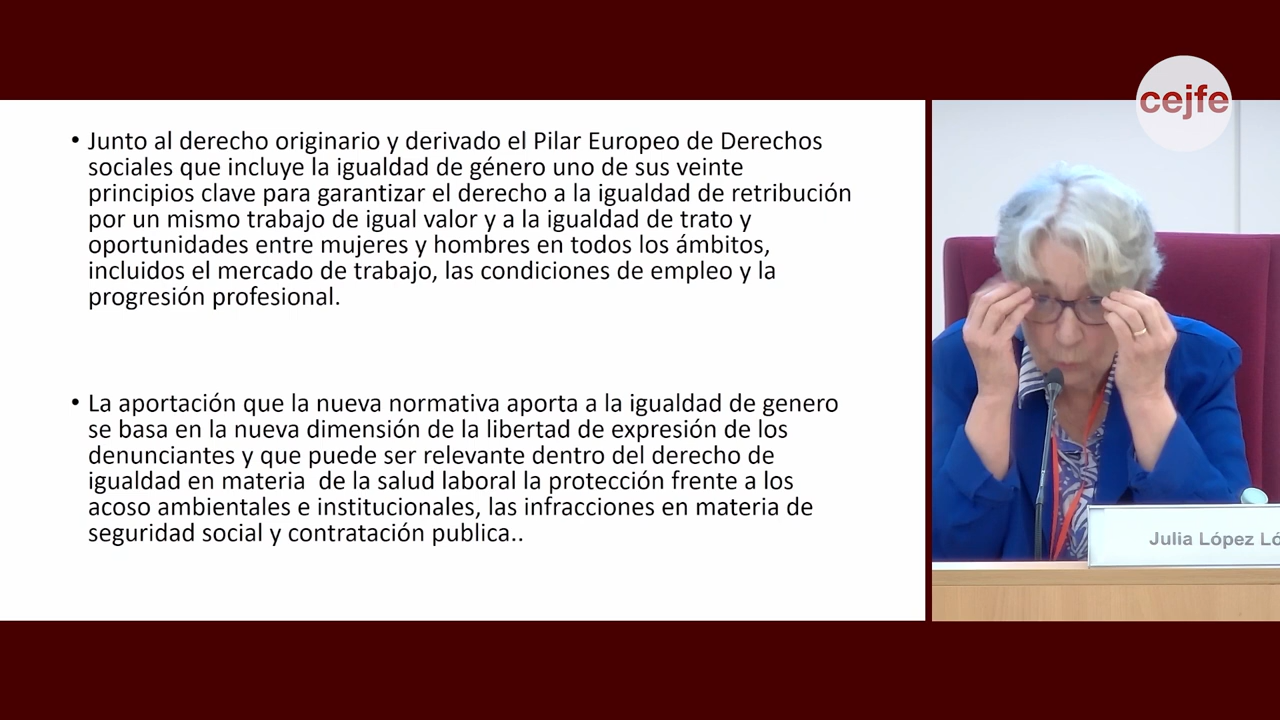 cejfe
• Junto al derecho originario y derivado el Pilar Europeo de Derechos
sociales que incluye la igualdad de género uno de sus veinte
principios clave para garantizar el derecho a la igualdad de retribución
por un mismo trabajo de igual valor y a la igualdad de trato y
oportunidades entre mujeres y hombres en todos los ámbitos,
incluidos el mercado de trabajo, las condiciones de empleo y la
progresión profesional.
• La aportación que la nueva normativa aporta a la igualdad de genero
se basa en la nueva dimensión de la libertad de expresión de los
denunciantes y que puede ser relevante dentro del derecho de
igualdad en materia  de la salud laboral la protección frente a los
acoso ambientales e institucionales, las infracciones en materia de
seguridad social y contratación publica..
Julia López Ló